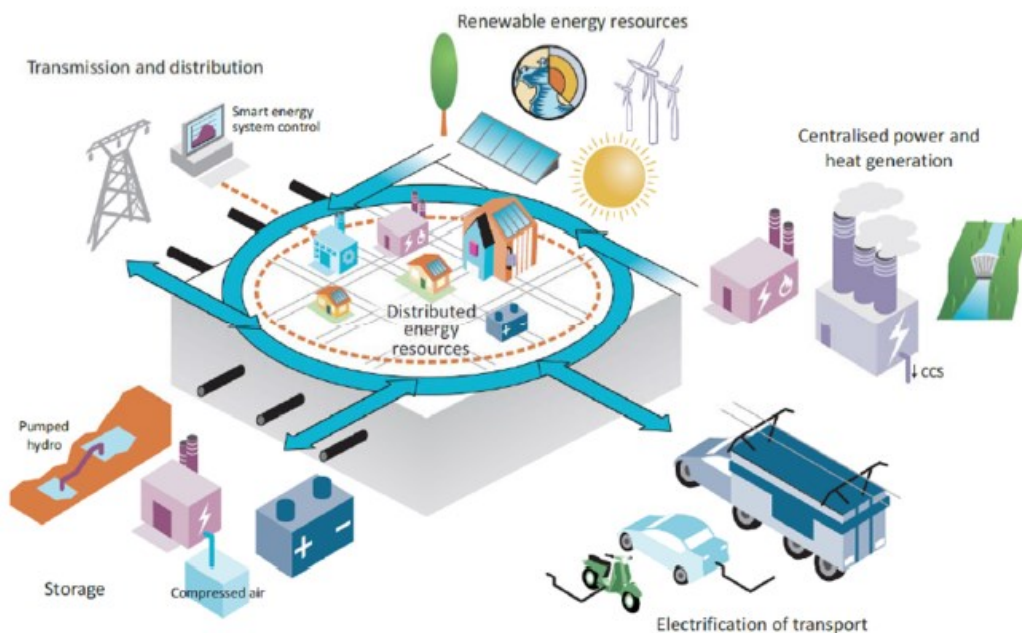 Renewable energy resources
Transmission and distribution
Smart energy
system control
Centralised power and
heat generation
Distributed
energy
resources
CCS
Pumped
hydro
Storage
Compressed air
Electrification of transport